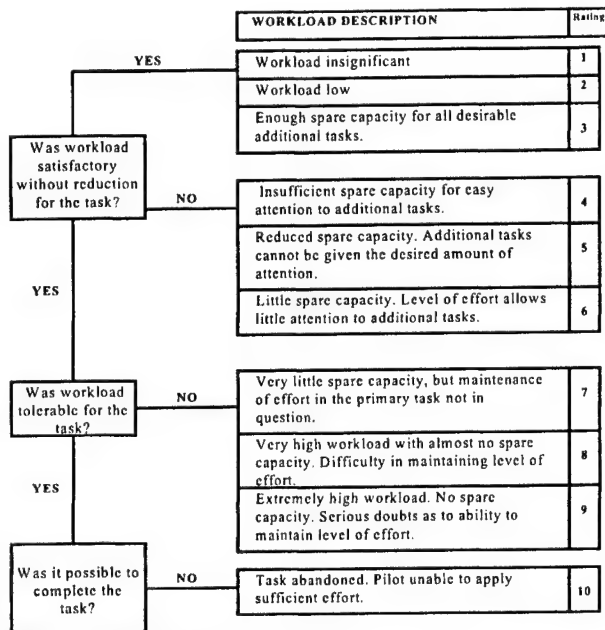 WORKLOAD DESCRIPTION Rating
YES
Workload insignificant 1
Workload low 2
Enough spare capacity for all desirable
additional tasks. 3
Was workload
satisfactory
without reduction
for the task?
NO
Insufficient spare capacity for easy
attention to additional tasks. 4
Reduced spare capacity. Additional tasks
cannot be given the desired amount of
attention. 5
Little spare capacity. Level of effort allows
little attention to additional tasks. 6
YES
Was workload
tolerable for the
task?
NO
Very little spare capacity, but maintenance
of effort in the primary task not in
question. 7
Very high workload with almost no spare
capacity. Difficulty in maintaining level of
effort. 8
Extremely high workload. No spare
capacity. Serious doubts as to ability to
maintain level of effort. 9
YES
Was it possible to
complete the
task?
NO
Task abandoned. Pilot unable to apply
sufficient effort. 10